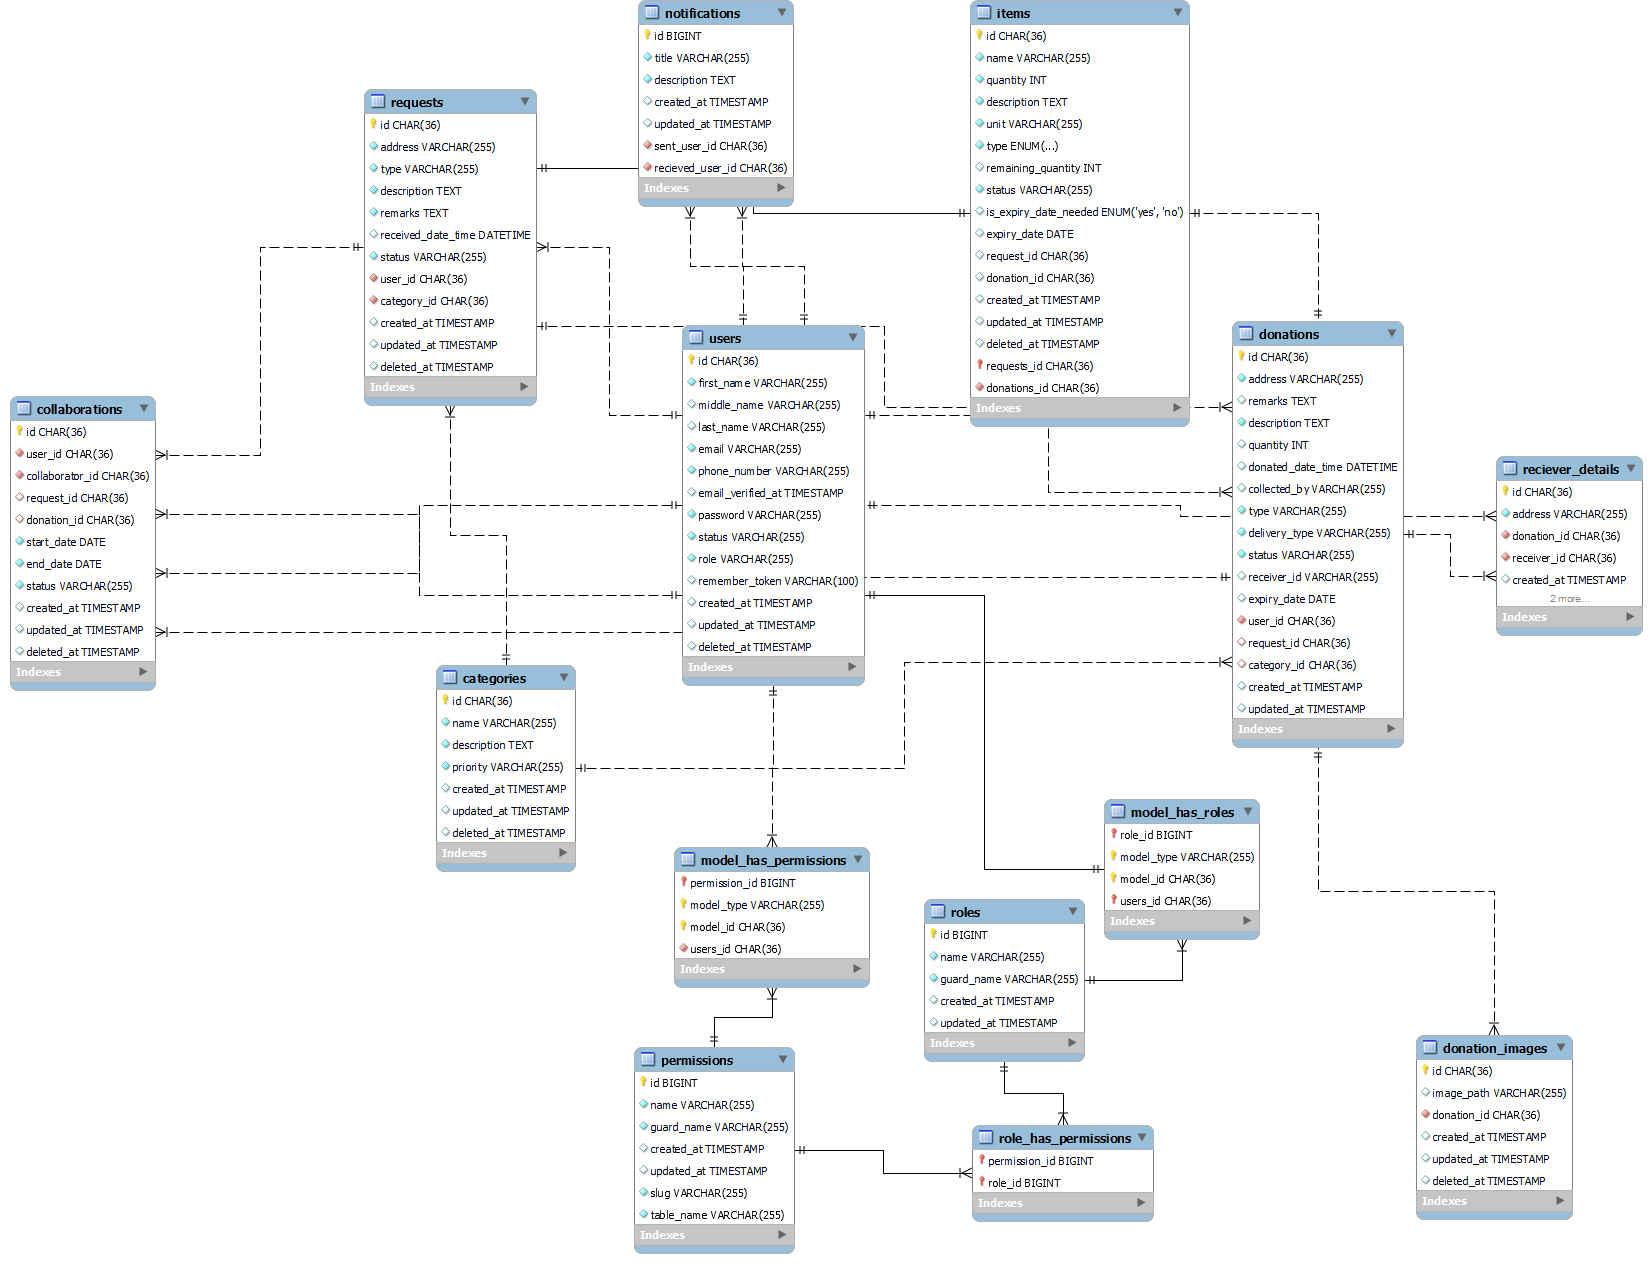 notifications
id BIGINT
title VARCHAR(255)
description TEXT
created_at TIMESTAMP
updated_at TIMESTAMP
sent_user_id CHAR(36)
recieved_user_id CHAR(36)
Indexes
items
id CHAR(36)
name VARCHAR(255)
quantity INT
description TEXT
unit VARCHAR(255)
type ENUM(...)
remaining_quantity INT
status VARCHAR(255)
is_expiry_date_needed ENUM('yes', 'no')
expiry_date DATE
request_id CHAR(36)
donation_id CHAR(36)
created_at TIMESTAMP
updated_at TIMESTAMP
deleted_at TIMESTAMP
requests_id CHAR(36)
donations_id CHAR(36)
Indexes
requests
id CHAR(36)
address VARCHAR(255)
type VARCHAR(255)
description TEXT
remarks TEXT
received_date_time DATETIME
status VARCHAR(255)
user_id CHAR(36)
category_id CHAR(36)
created_at TIMESTAMP
updated_at TIMESTAMP
deleted_at TIMESTAMP
Indexes
users
id CHAR(36)
first_name VARCHAR(255)
middle_name VARCHAR(255)
last_name VARCHAR(255)
email VARCHAR(255)
phone_number VARCHAR(255)
email_verified_at TIMESTAMP
password VARCHAR(255)
status VARCHAR(255)
role VARCHAR(255)
remember_token VARCHAR(100)
created_at TIMESTAMP
updated_at TIMESTAMP
deleted_at TIMESTAMP
Indexes
donations
id CHAR(36)
address VARCHAR(255)
remarks TEXT
description TEXT
quantity INT
donated_date_time DATETIME
collected_by VARCHAR(255)
type VARCHAR(255)
delivery_type VARCHAR(255)
status VARCHAR(255)
receiver_id VARCHAR(255)
expiry_date DATE
user_id CHAR(36)
request_id CHAR(36)
category_id CHAR(36)
created_at TIMESTAMP
updated_at TIMESTAMP
Indexes
collaborations
id CHAR(36)
user_id CHAR(36)
collaborator_id CHAR(36)
request_id CHAR(36)
donation_id CHAR(36)
start_date DATE
end_date DATE
status VARCHAR(255)
created_at TIMESTAMP
updated_at TIMESTAMP
deleted_at TIMESTAMP
Indexes
reciever_details
id CHAR(36)
address VARCHAR(255)
donation_id CHAR(36)
receiver_id CHAR(36)
created_at TIMESTAMP
2 more...
Indexes
categories
id CHAR(36)
name VARCHAR(255)
description TEXT
priority VARCHAR(255)
created_at TIMESTAMP
updated_at TIMESTAMP
deleted_at TIMESTAMP
Indexes
model_has_roles
role_id BIGINT
model_type VARCHAR(255)
model_id CHAR(36)
users_id CHAR(36)
Indexes
model_has_permissions
permission_id BIGINT
model_type VARCHAR(255)
model_id CHAR(36)
users_id CHAR(36)
Indexes
roles
id BIGINT
name VARCHAR(255)
guard_name VARCHAR(255)
created_at TIMESTAMP
updated_at TIMESTAMP
Indexes
permissions
id BIGINT
name VARCHAR(255)
guard_name VARCHAR(255)
created_at TIMESTAMP
updated_at TIMESTAMP
slug VARCHAR(255)
table_name VARCHAR(255)
Indexes
role_has_permissions
permission_id BIGINT
role_id BIGINT
Indexes
donation_images
id CHAR(36)
image_path VARCHAR(255)
donation_id CHAR(36)
created_at TIMESTAMP
updated_at TIMESTAMP
deleted_at TIMESTAMP
Indexes